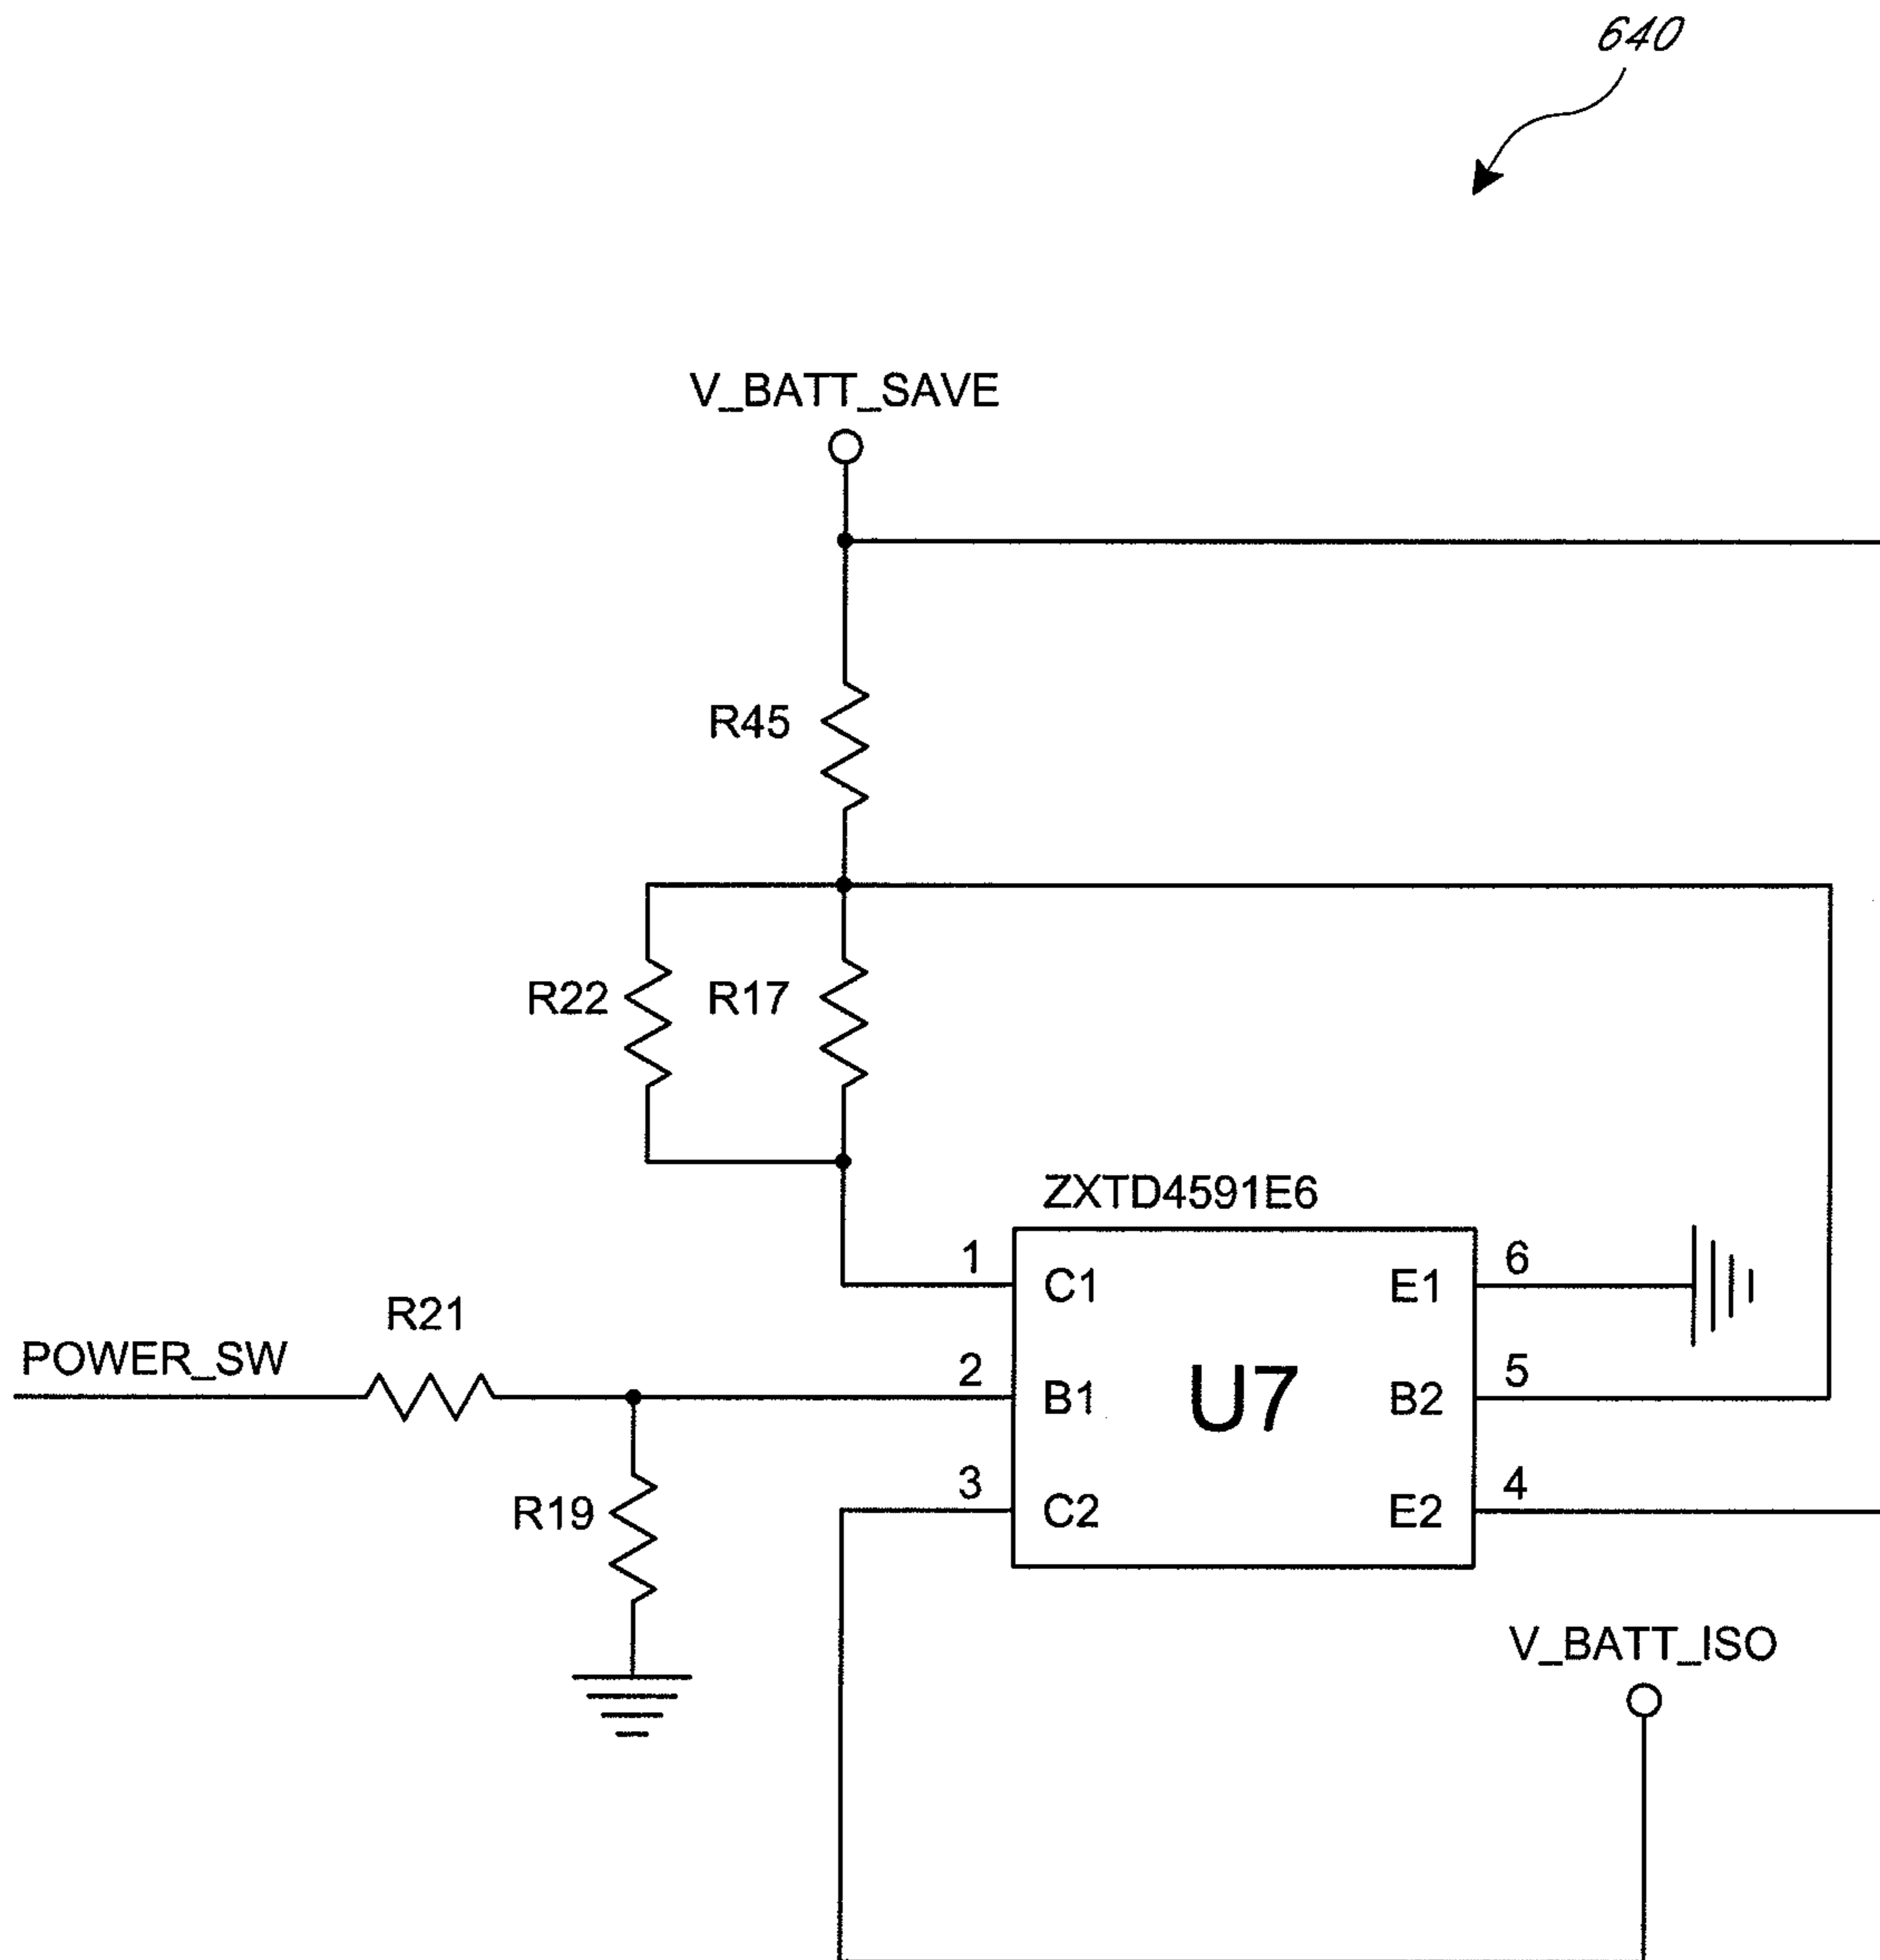 640
V_BATT_SAVE
R45
R22
R17
ZXTD4591E6
1
C1
E1
6
R21
POWER_SW
2
B1
U7
B2
5
R19
3
C2
E2
4
V_BATT_ISO